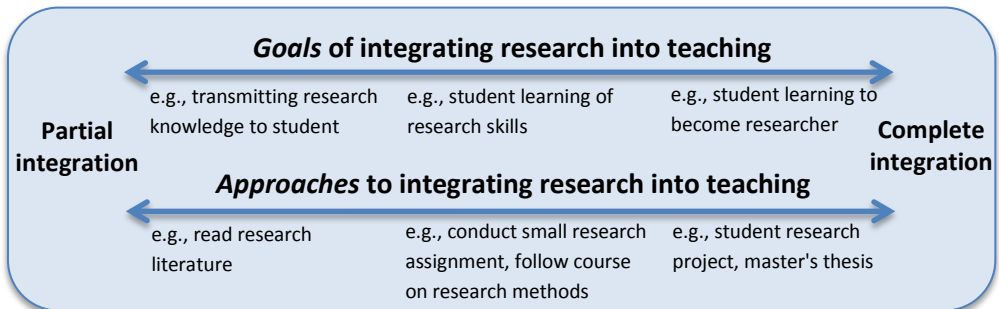 Goals of integrating research into teaching
e.g., transmitting research
knowledge to student
e.g., student learning of
research skills
e.g., student learning to
become researcher
Partial
integration
Complete
integration
Approaches to integrating research into teaching
e.g., read research
literature
e.g., conduct small research
assignment, follow course
on research methods
e.g., student research
project, master's thesis